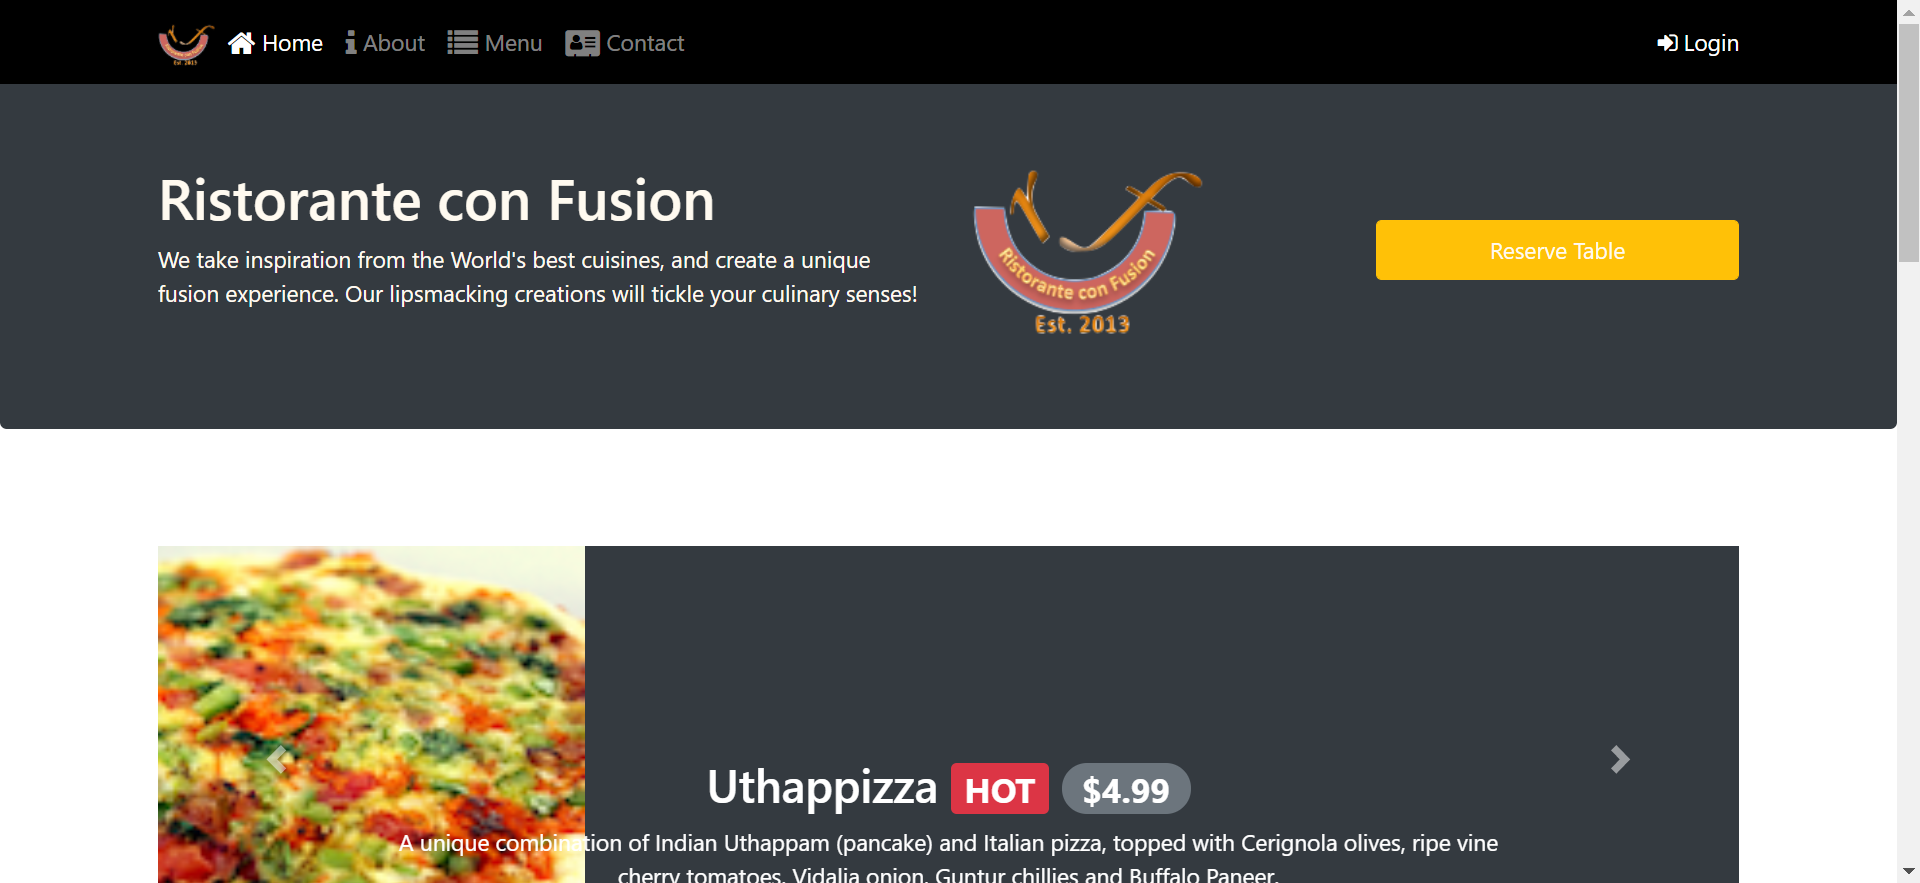 Home About Menu Contact Login
Ristorante con Fusion
We take inspiration from the World's best cuisines, and create a unique
fusion experience. Our lipsmacking creations will tickle your culinary senses!
Ristorante con Fusion
Est. 2013
Reserve Table
Uthappizza HOT $4.99
A unique combination of Indian Uthappam (pancake) and Italian pizza, topped with Cerignola olives, ripe vine
cherry tomatoes, Vidalia onion, Guntur chillies and Buffalo Paneer.